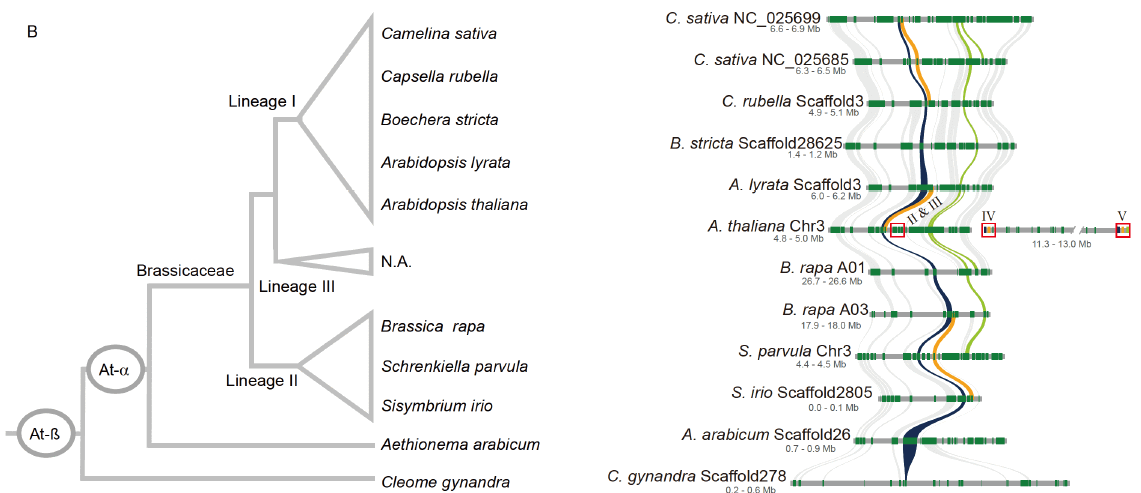 B
Camelina sativa
Capsella rubella
Lineage I
Boechera stricta
Arabidopsis lyrata
Arabidopsis thaliana
Brassicaceae
N.A.
Lineage III
Brassica rapa
At-α
Schrenkiella parvula
Lineage II
Sisymbrium irio
At-ß
Aethionema arabicum
Cleome gynandra
C. sativa NC_025699
6.6 - 6.9 Mb
C. sativa NC_025685
6.3 - 6.5 Mb
C. rubella Scaffold3
4.9 - 5.1 Mb
B. stricta Scaffold28625
1.4 - 1.2 Mb
A. lyrata Scaffold3
6.0 - 6.2 Mb
II & III
A. thaliana Chr3
4.8 - 5.0 Mb
IV
V
11.3 - 13.0 Mb
B. rapa A01
26.7 - 26.6 Mb
B. rapa A03
17.9 - 18.0 Mb
S. parvula Chr3
4.4 - 4.5 Mb
S. irio Scaffold2805
0.0 - 0.1 Mb
A. arabicum Scaffold26
0.7 - 0.9 Mb
C. gynandra Scaffold278
0.2 - 0.6 Mb